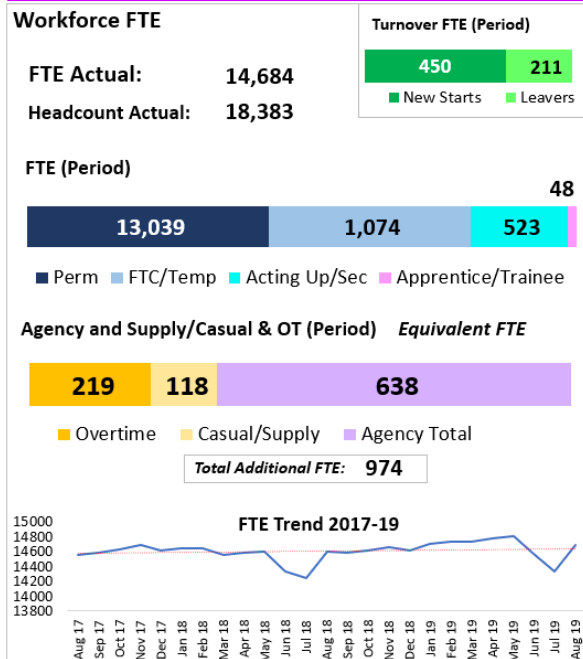 Workforce FTE
Turnover FTE (Period)
FTE Actual: 14,684
450 211
Headcount Actual: 18,383
New Starts Leavers
FTE (Period)
48
13,039 1,074 523
Perm FTC/Temp Acting Up/Sec Apprentice/Trainee
Agency and Supply/Casual & OT (Period) Equivalent FTE
219 118 638
Overtime Casual/Supply Agency Total
Total Additional FTE: 974
FTE Trend 2017-19
15000
14800
14600
14400
14200
14000
13800
Aug 17
Sep 17
Oct 17
Nov 17
Dec 17
Jan 18
Feb 18
Mar 18
Apr 18
May 18
Jun 18
Jul 18
Aug 18
Sep 18
Oct 18
Nov 18
Dec 18
Jan 19
Feb 19
Mar 19
Apr 19
May 19
Jun 19
Jul 19
Aug 19